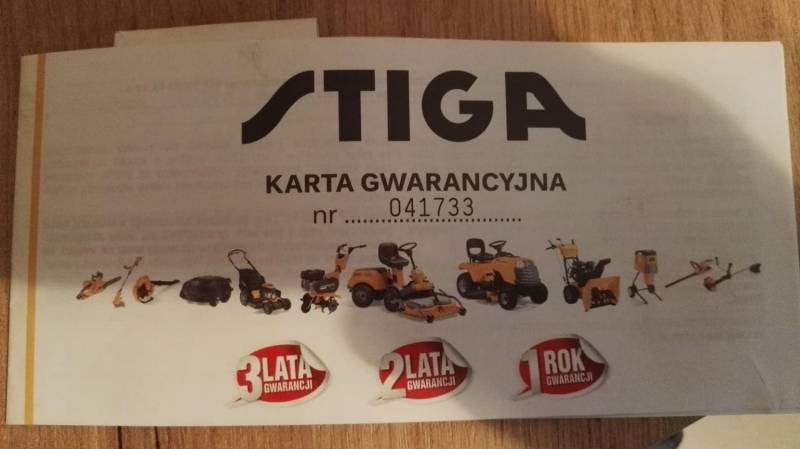 STIGA
KARTA GWARANCYJNA
nr ..... 041733 .....
3 LATA GWARANCJI
2 LATA GWARANCJI
1 ROK GWARANCJI